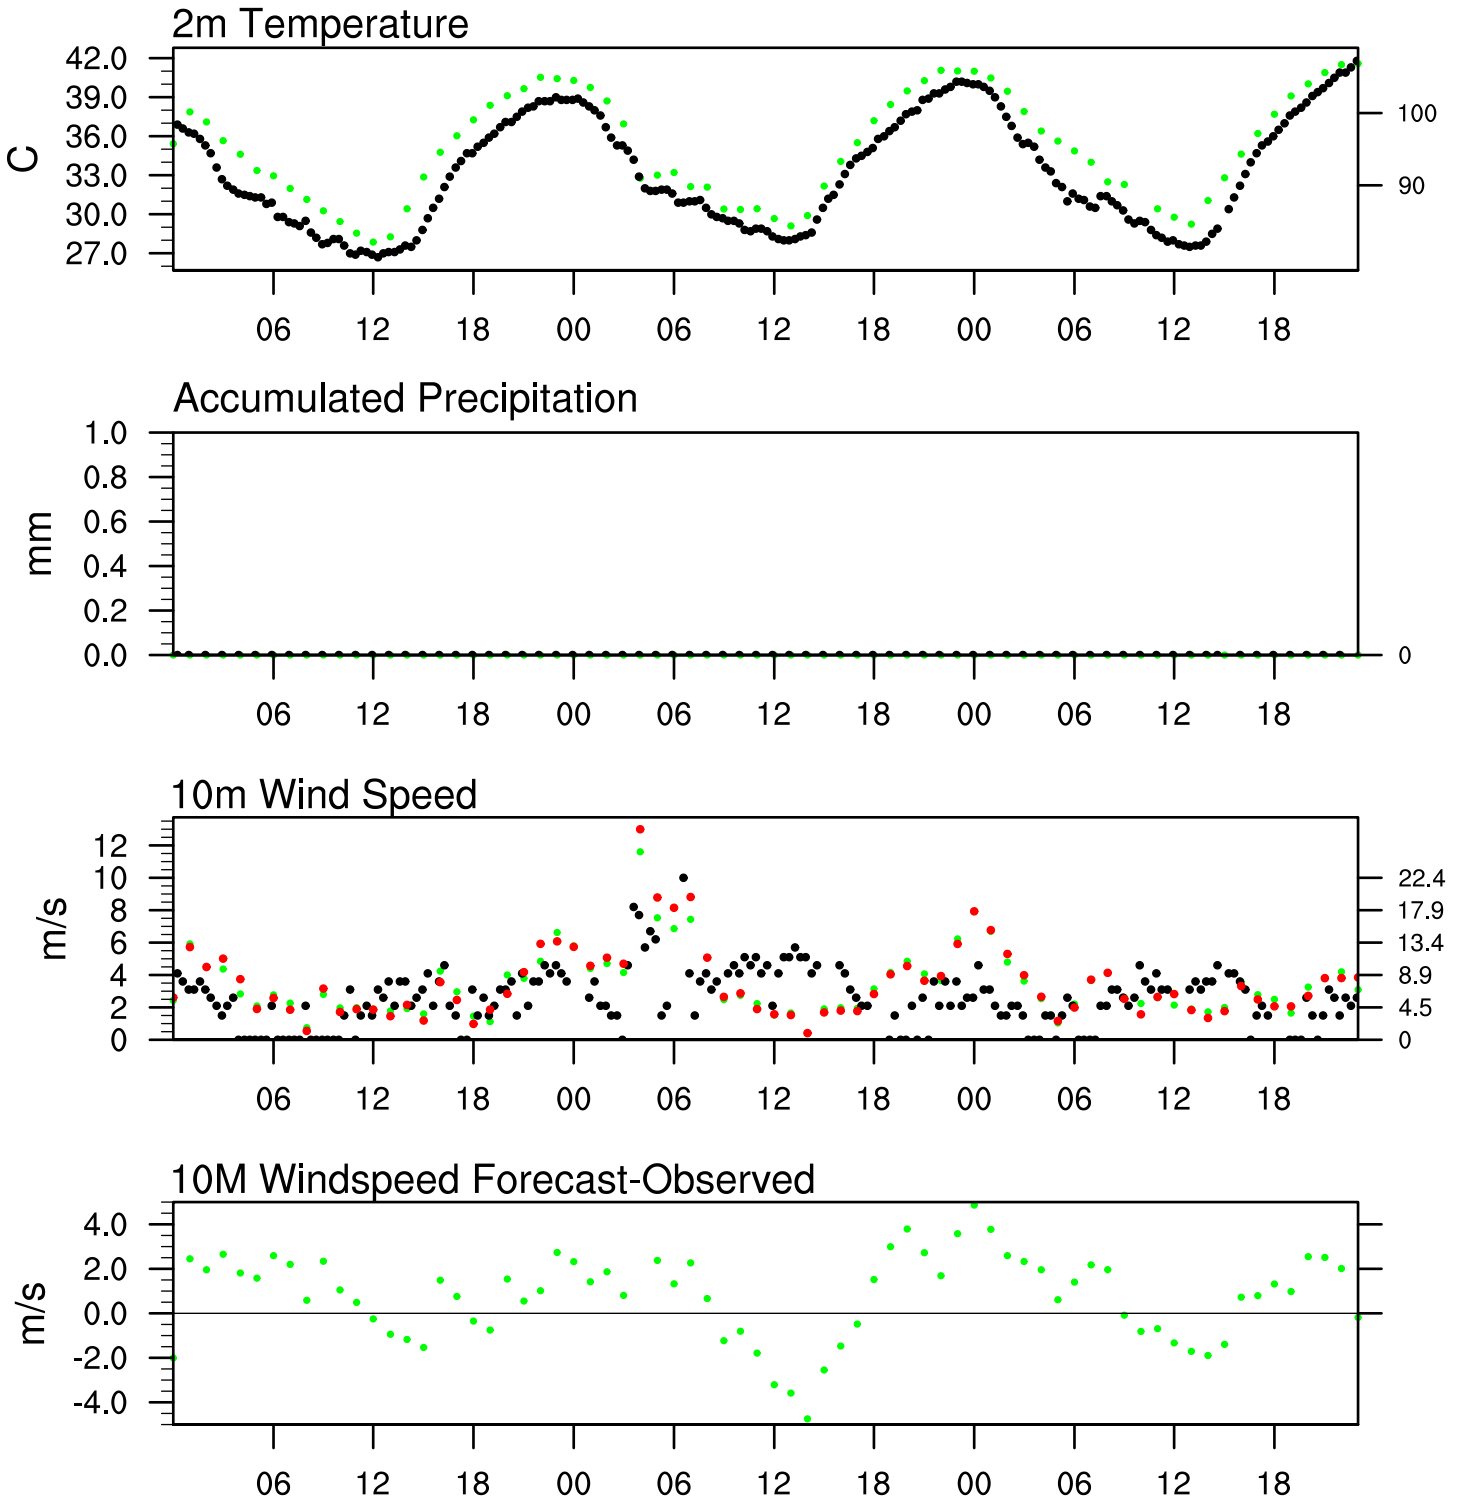 2m Temperature
42.0
39.0
36.0
33.0
30.0
27.0
C
100
90
06 12 18 00 06 12 18 00 06 12 18
Accumulated Precipitation
1.0
0.8
0.6
0.4
0.2
0.0
mm
0
06 12 18 00 06 12 18 00 06 12 18
10m Wind Speed
12
10
8
6
4
2
0
m/s
22.4
17.9
13.4
8.9
4.5
0
06 12 18 00 06 12 18 00 06 12 18
10M Windspeed Forecast-Observed
4.0
2.0
0.0
-2.0
-4.0
m/s
06 12 18 00 06 12 18 00 06 12 18